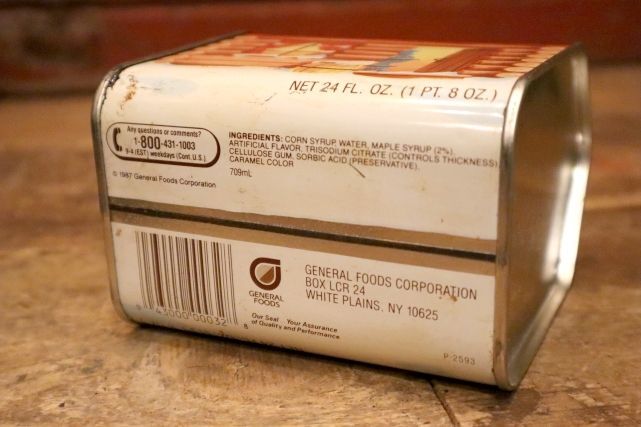 NET 24 FL. OZ. (1 PT. 8 OZ.)
Any questions or comments?
1-800-431-1003
9-4 (EST) weekdays (Cont. U.S.)
© 1987 General Foods Corporation
INGREDIENTS: CORN SYRUP, WATER, MAPLE SYRUP (2%),
ARTIFICIAL FLAVOR, TRISODIUM CITRATE (CONTROLS THICKNESS)
CELLULOSE GUM, SORBIC ACID (PRESERVATIVE),
CARAMEL COLOR
709mL
43000 00032 8
GENERAL
FOODS
Our Seal Your Assurance
of Quality and Performance
GENERAL FOODS CORPORATION
BOX LCR 24
WHITE PLAINS, NY 10625
P-2593